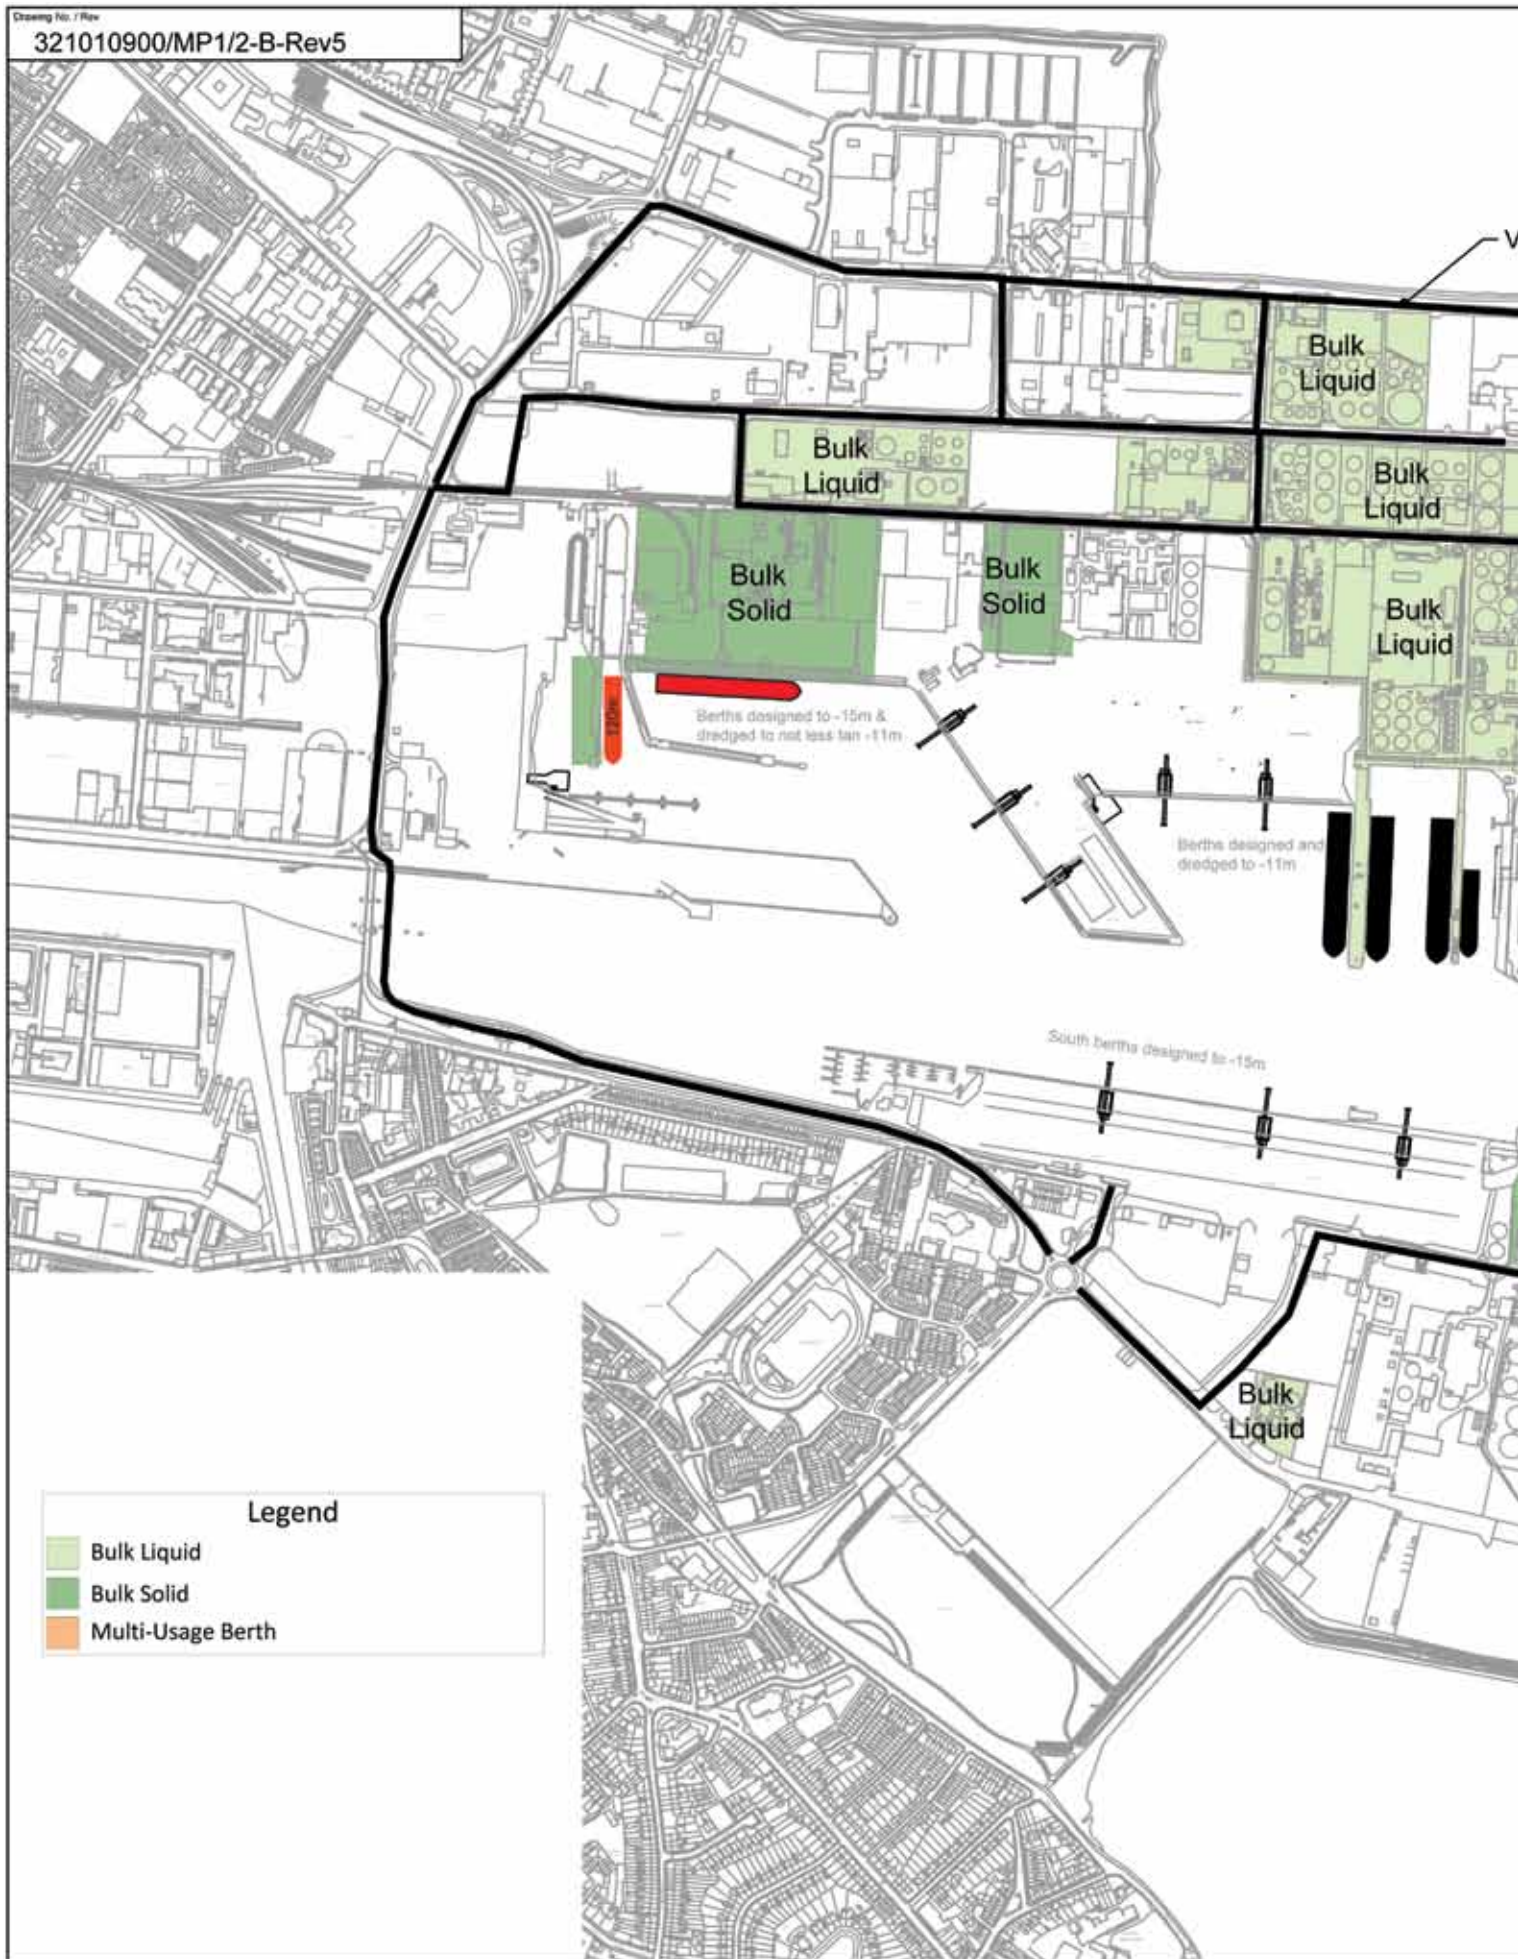 Drawing No. / Rev
321010900/MP1/2-B-Rev5
V
Bulk
Liquid
Bulk
Liquid
Bulk
Liquid
Bulk
Solid
Bulk
Solid
Bulk
Liquid
120m
Berths designed to -15m &
dredged to not less tan -11m
Berths designed and
dredged to -11m
South berths designed to -15m
Bulk
Liquid
Legend
Bulk Liquid
Bulk Solid
Multi-Usage Berth